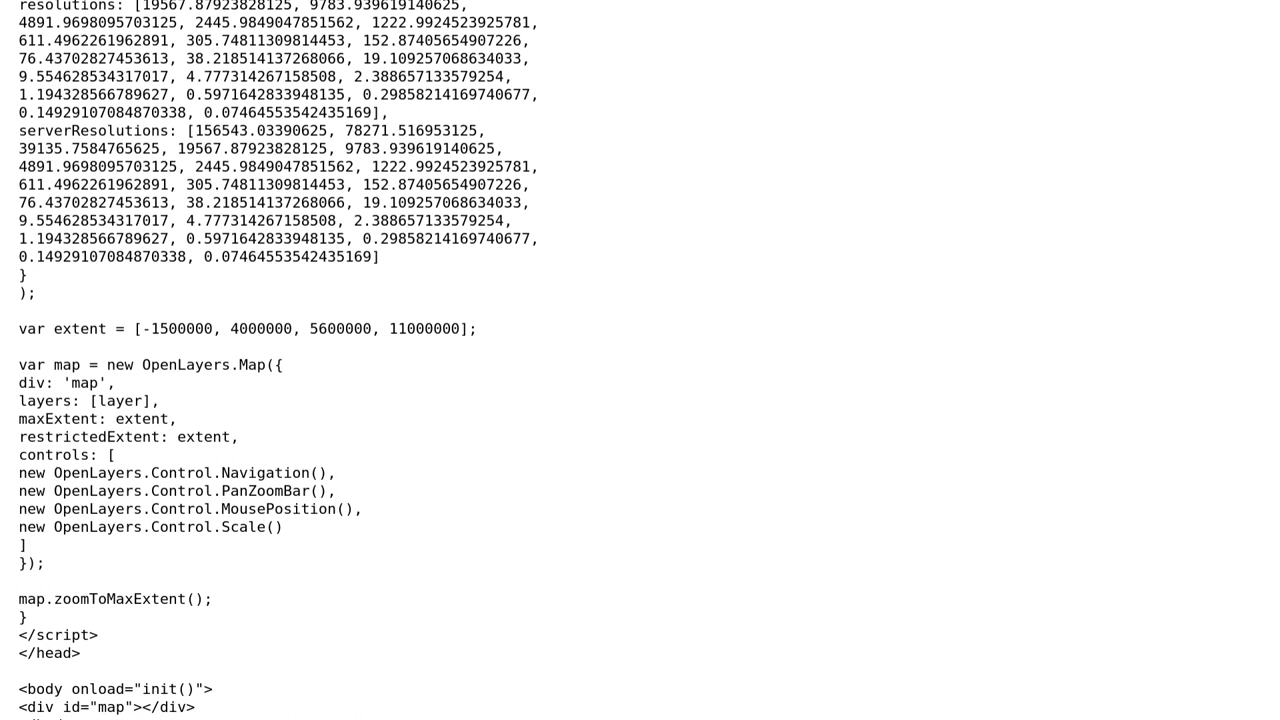 resolutions: [19567.87923828125, 9783.939619140625,
4891.9698095703125, 2445.9849047851562, 1222.9924523925781,
611.4962261962891, 305.74811309814453, 152.87405654907226,
76.43702827453613, 38.218514137268066, 19.109257068634033,
9.554628534317017, 4.777314267158508, 2.388657133579254,
1.194328566789627, 0.5971642833948135, 0.29858214169740677,
0.14929107084870338, 0.07464553542435169],
serverResolutions: [156543.03390625, 78271.516953125,
39135.7584765625, 19567.87923828125, 9783.939619140625,
4891.9698095703125, 2445.9849047851562, 1222.9924523925781,
611.4962261962891, 305.74811309814453, 152.87405654907226,
76.43702827453613, 38.218514137268066, 19.109257068634033,
9.554628534317017, 4.777314267158508, 2.388657133579254,
1.194328566789627, 0.5971642833948135, 0.29858214169740677,
0.14929107084870338, 0.07464553542435169]
}
);
var extent = [-1500000, 4000000, 5600000, 11000000];
var map = new OpenLayers.Map({
div: 'map',
layers: [layer],
maxExtent: extent,
restrictedExtent: extent,
controls: [
new OpenLayers.Control.Navigation(),
new OpenLayers.Control.PanZoomBar(),
new OpenLayers.Control.MousePosition(),
new OpenLayers.Control.Scale()
]
});
map.zoomToMaxExtent();
}
</script>
</head>
<body onload="init()">
<div id="map"></div>